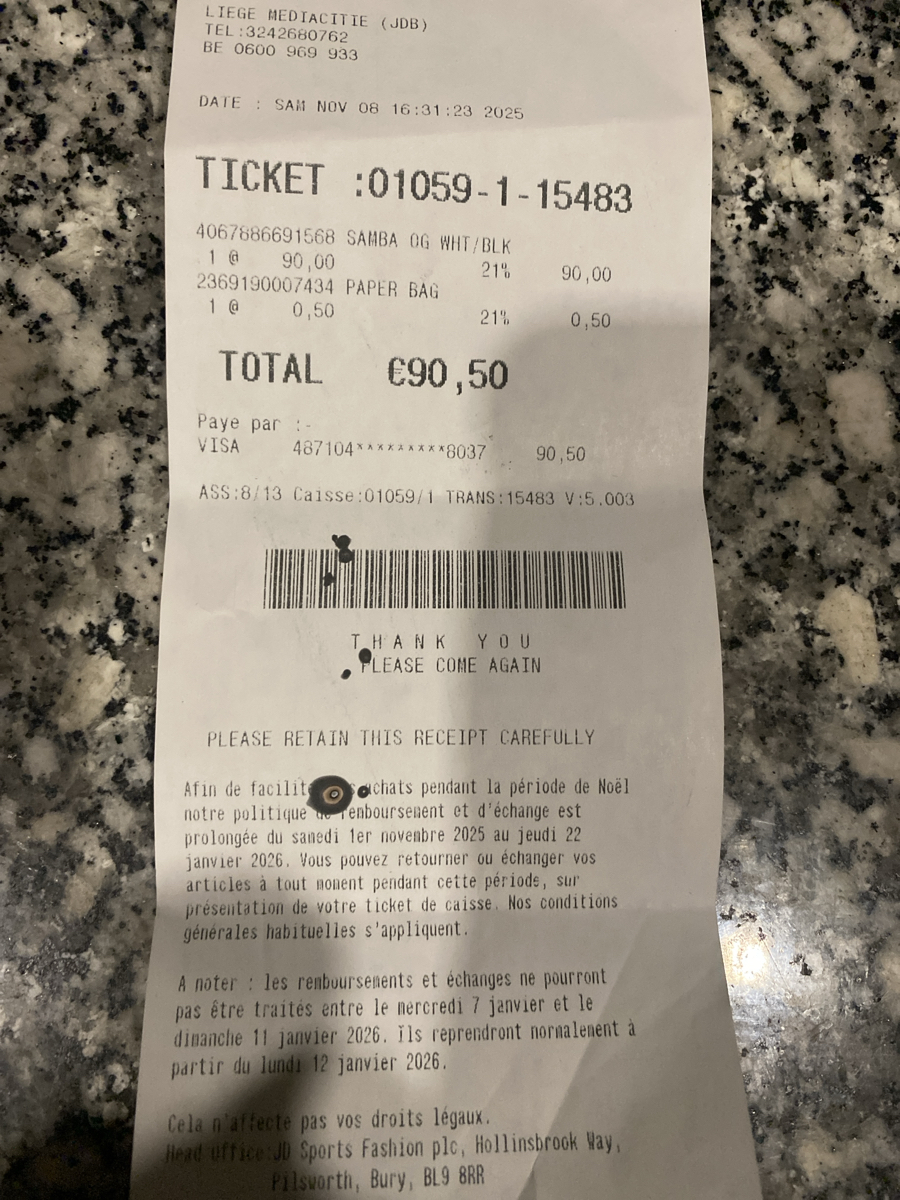 LIEGE MEDIACITIE (JDB)
TEL:3242680762
BE 0600 969 933
DATE : SAM NOV 08 16:31:23 2025
TICKET :01059-1-15483
4067886691568 SAMBA OG WHT/BLK
1 @ 90,00 21% 90,00
2369190007434 PAPER BAG
1 @ 0,50 21% 0,50
TOTAL €90,50
Paye par :-
VISA 487104*********8037 90,50
ASS:8/13 Caisse:01059/1 TRANS:15483 V:5.003
THANK YOU
PLEASE COME AGAIN
PLEASE RETAIN THIS RECEIPT CAREFULLY
Afin de achats pendant la période de Noël
notre politique de remboursement et d'échange est
prolongée du samedi 1er novembre 2025 au jeudi 22
janvier 2026. Vous pouvez retourner ou échanger vos
articles à tout moment pendant cette période, sur
présentation de votre ticket de caisse. Nos conditions
générales habituelles s'appliquent.
A noter : les remboursements et échanges ne pourront
pas être traités entre le mercredi 7 janvier et le
dimanche 11 janvier 2026. Ils reprendront normalement à
partir du lundi 12 janvier 2026.
Cela n'affecte pas vos droits légaux.
Head office:JD Sports Fashion plc, Hollinsbrook Way,
Pilsworth, Bury, BL9 8RR